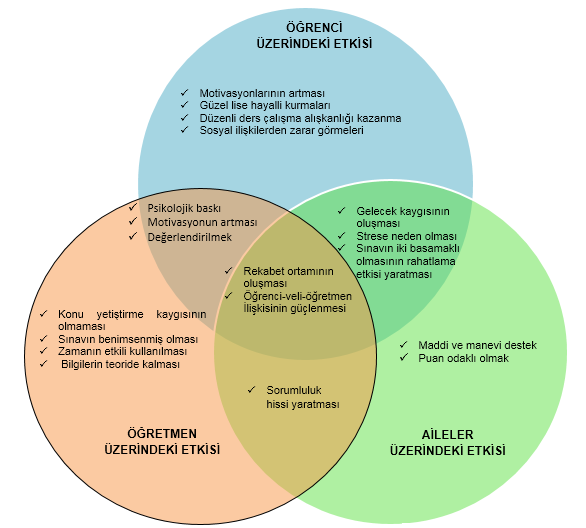 ÖĞRENCİ
ÜZERİNDEKİ ETKİSİ
✓ Motivasyonlarının artması
✓ Güzel lise hayalli kurmaları
✓ Düzenli ders çalışma alışkanlığı kazanma
✓ Sosyal ilişkilerden zarar görmeleri
✓ Psikolojik baskı
✓ Motivasyonun artması
✓ Değerlendirilmek
✓ Gelecek kaygısının
oluşması
✓ Strese neden olması
✓ Sınavın iki basamaklı
olmasının rahatlama
etkisi yaratması
✓ Rekabet ortamının
oluşması
✓ Öğrenci-veli-öğretmen
İlişkisinin güçlenmesi
✓ Konu yetiştirme kaygısının
olmaması
✓ Sınavın benimsenmiş olması
✓ Zamanın etkili kullanılması
✓ Bilgilerin teoride kalması
✓ Maddi ve manevi destek
✓ Puan odaklı olmak
✓ Sorumluluk
hissi yaratması
ÖĞRETMEN
ÜZERİNDEKİ ETKİSİ
AİLELER
ÜZERİNDEKİ ETKİSİ